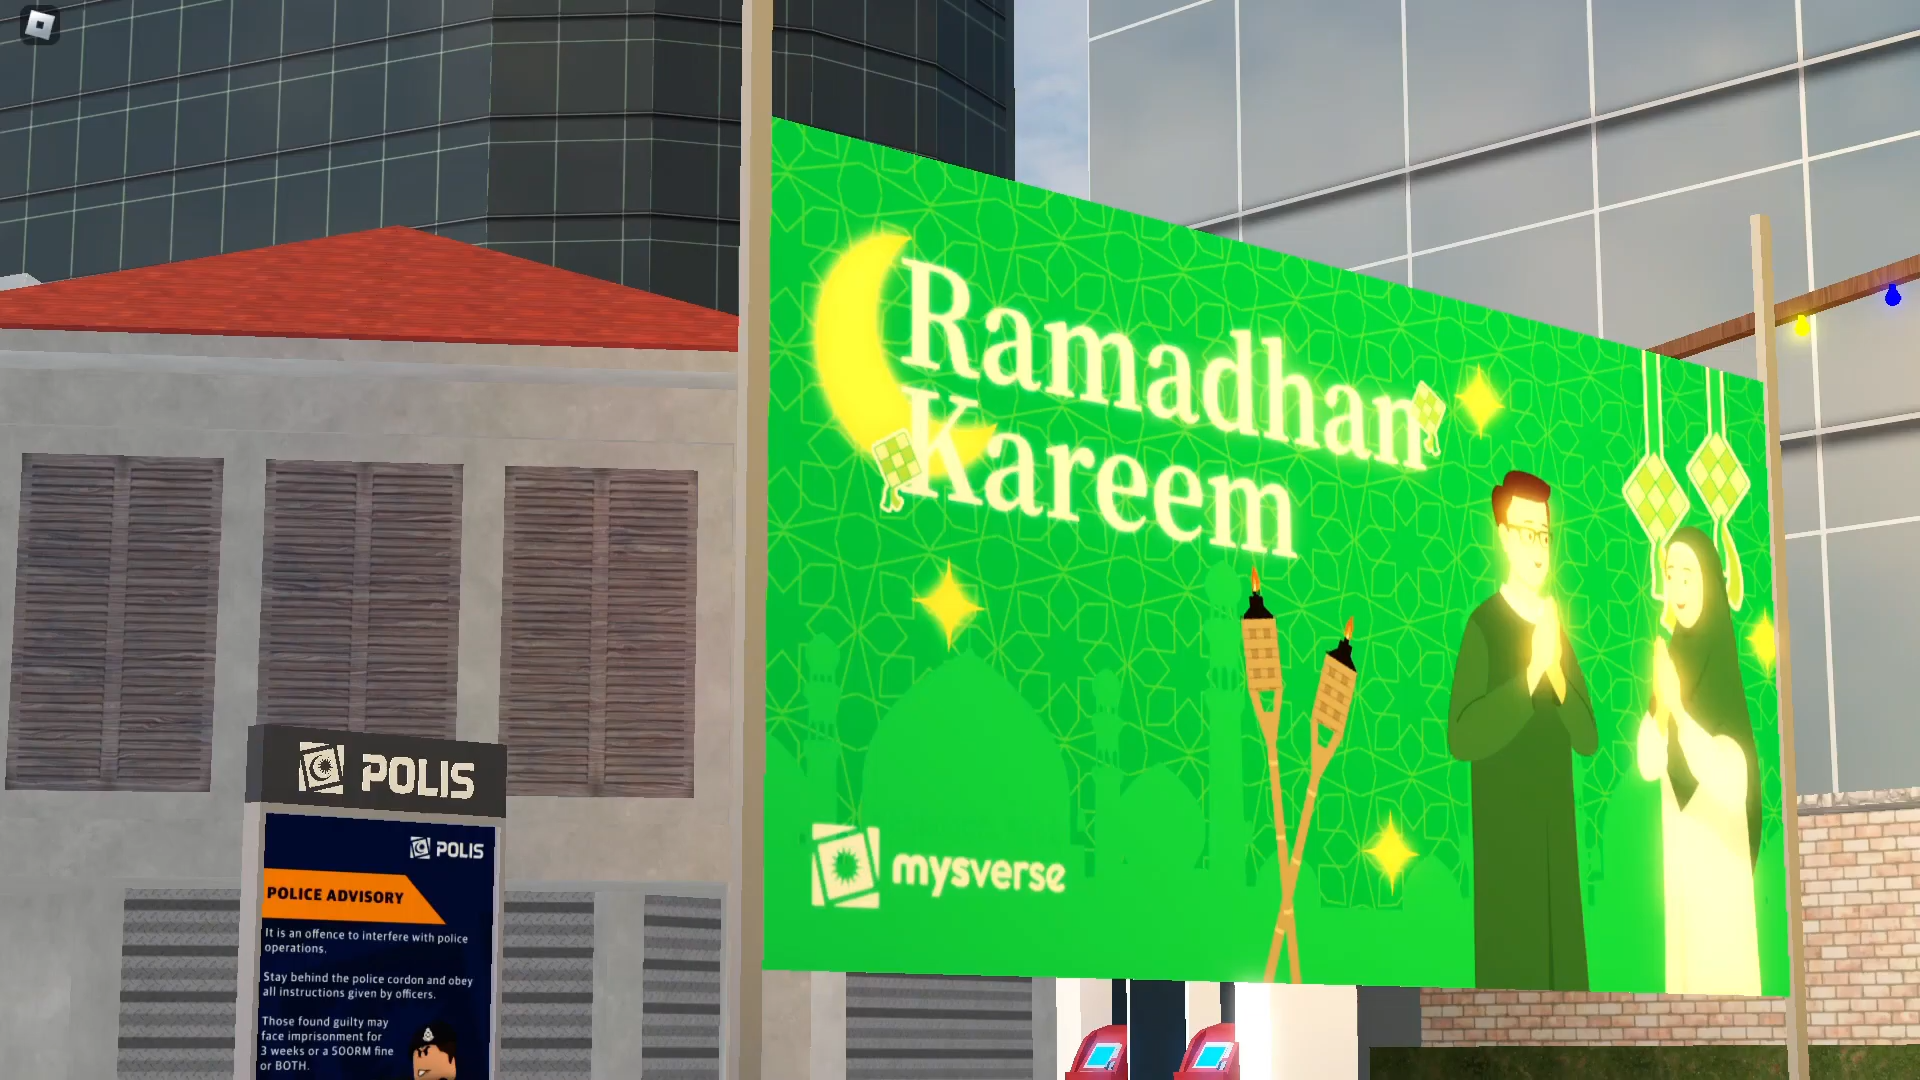 Ramadhan
Kareem
mysverse
POLIS
POLIS
POLICE ADVISORY
It is an offence to interfere with police
operations.
Stay behind the police cordon and obey
all instructions given by officers.
Those found guilty may
face imprisonment for
3 weeks or a 500RM fine
or BOTH.